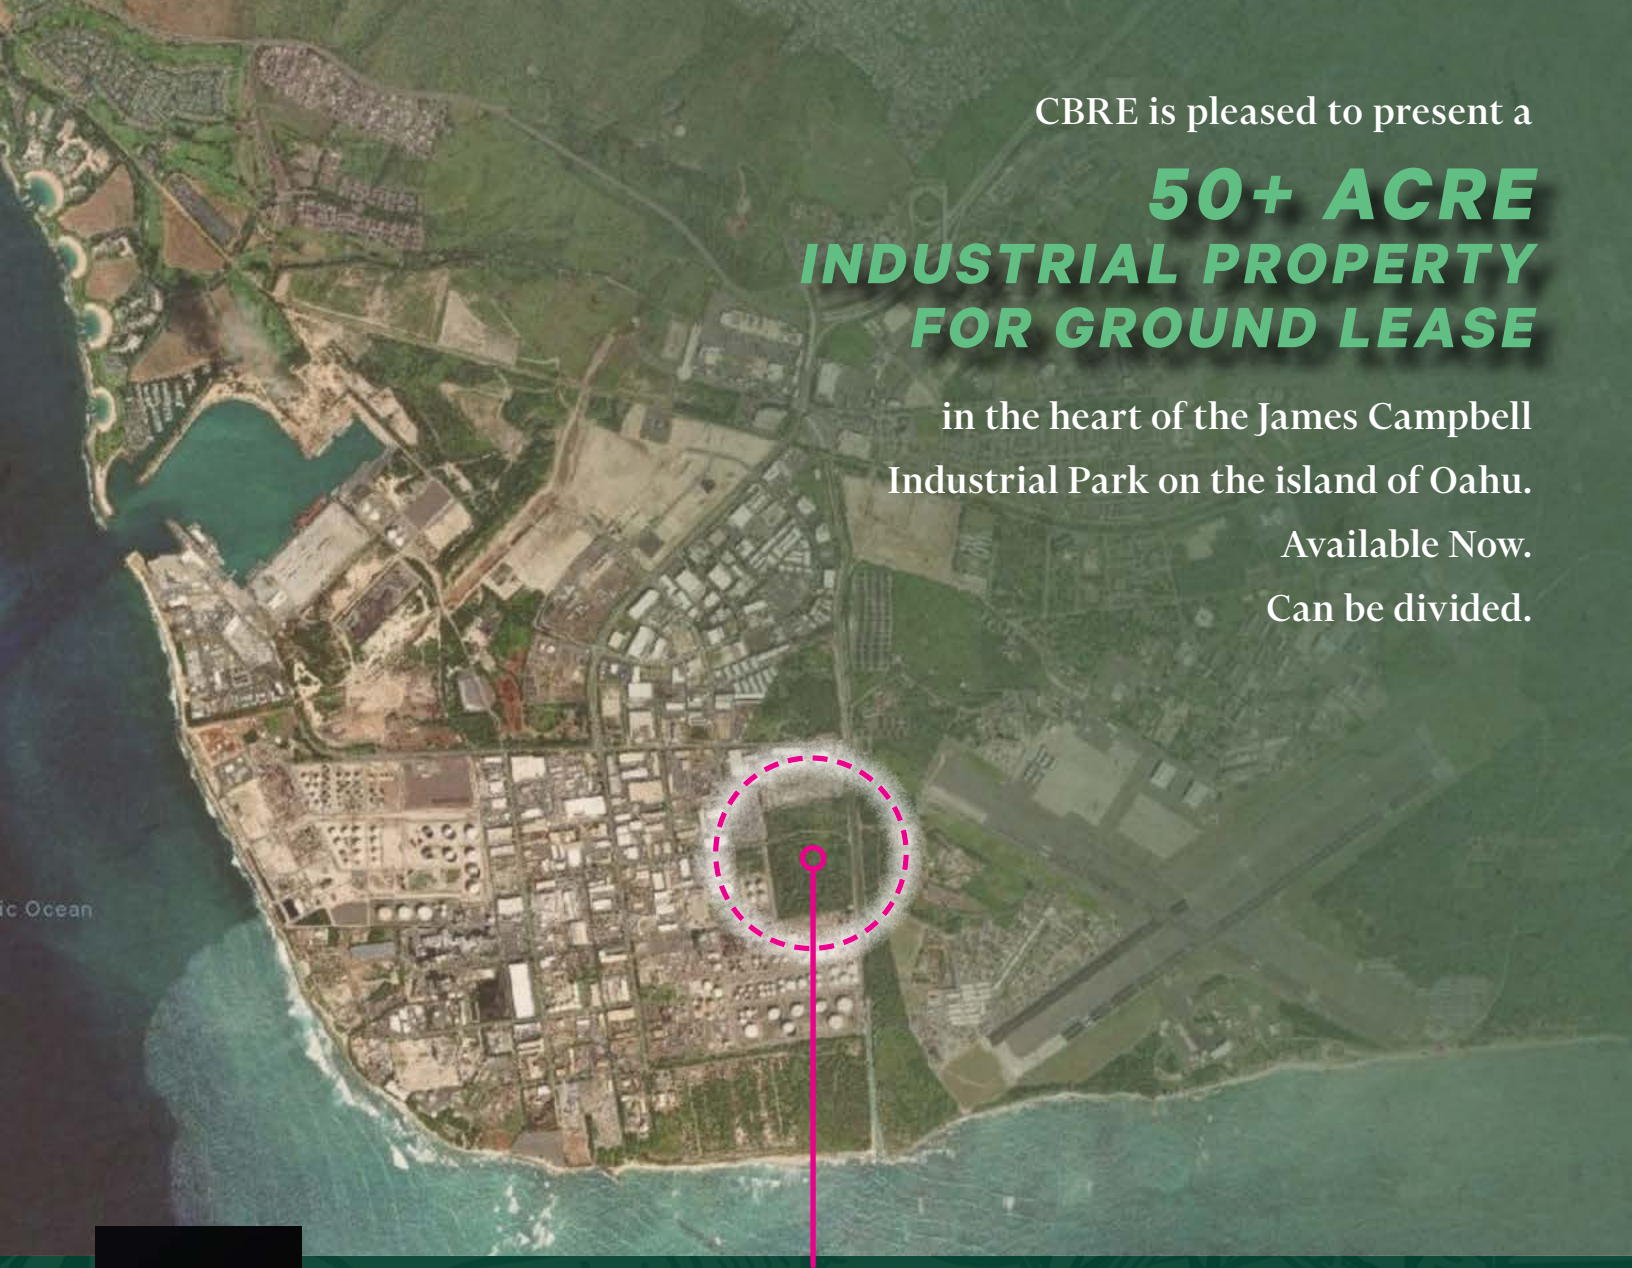 CBRE is pleased to present a
50+ ACRE
INDUSTRIAL PROPERTY
FOR GROUND LEASE
in the heart of the James Campbell
Industrial Park on the island of Oahu.
Available Now.
Can be divided.
ic Ocean